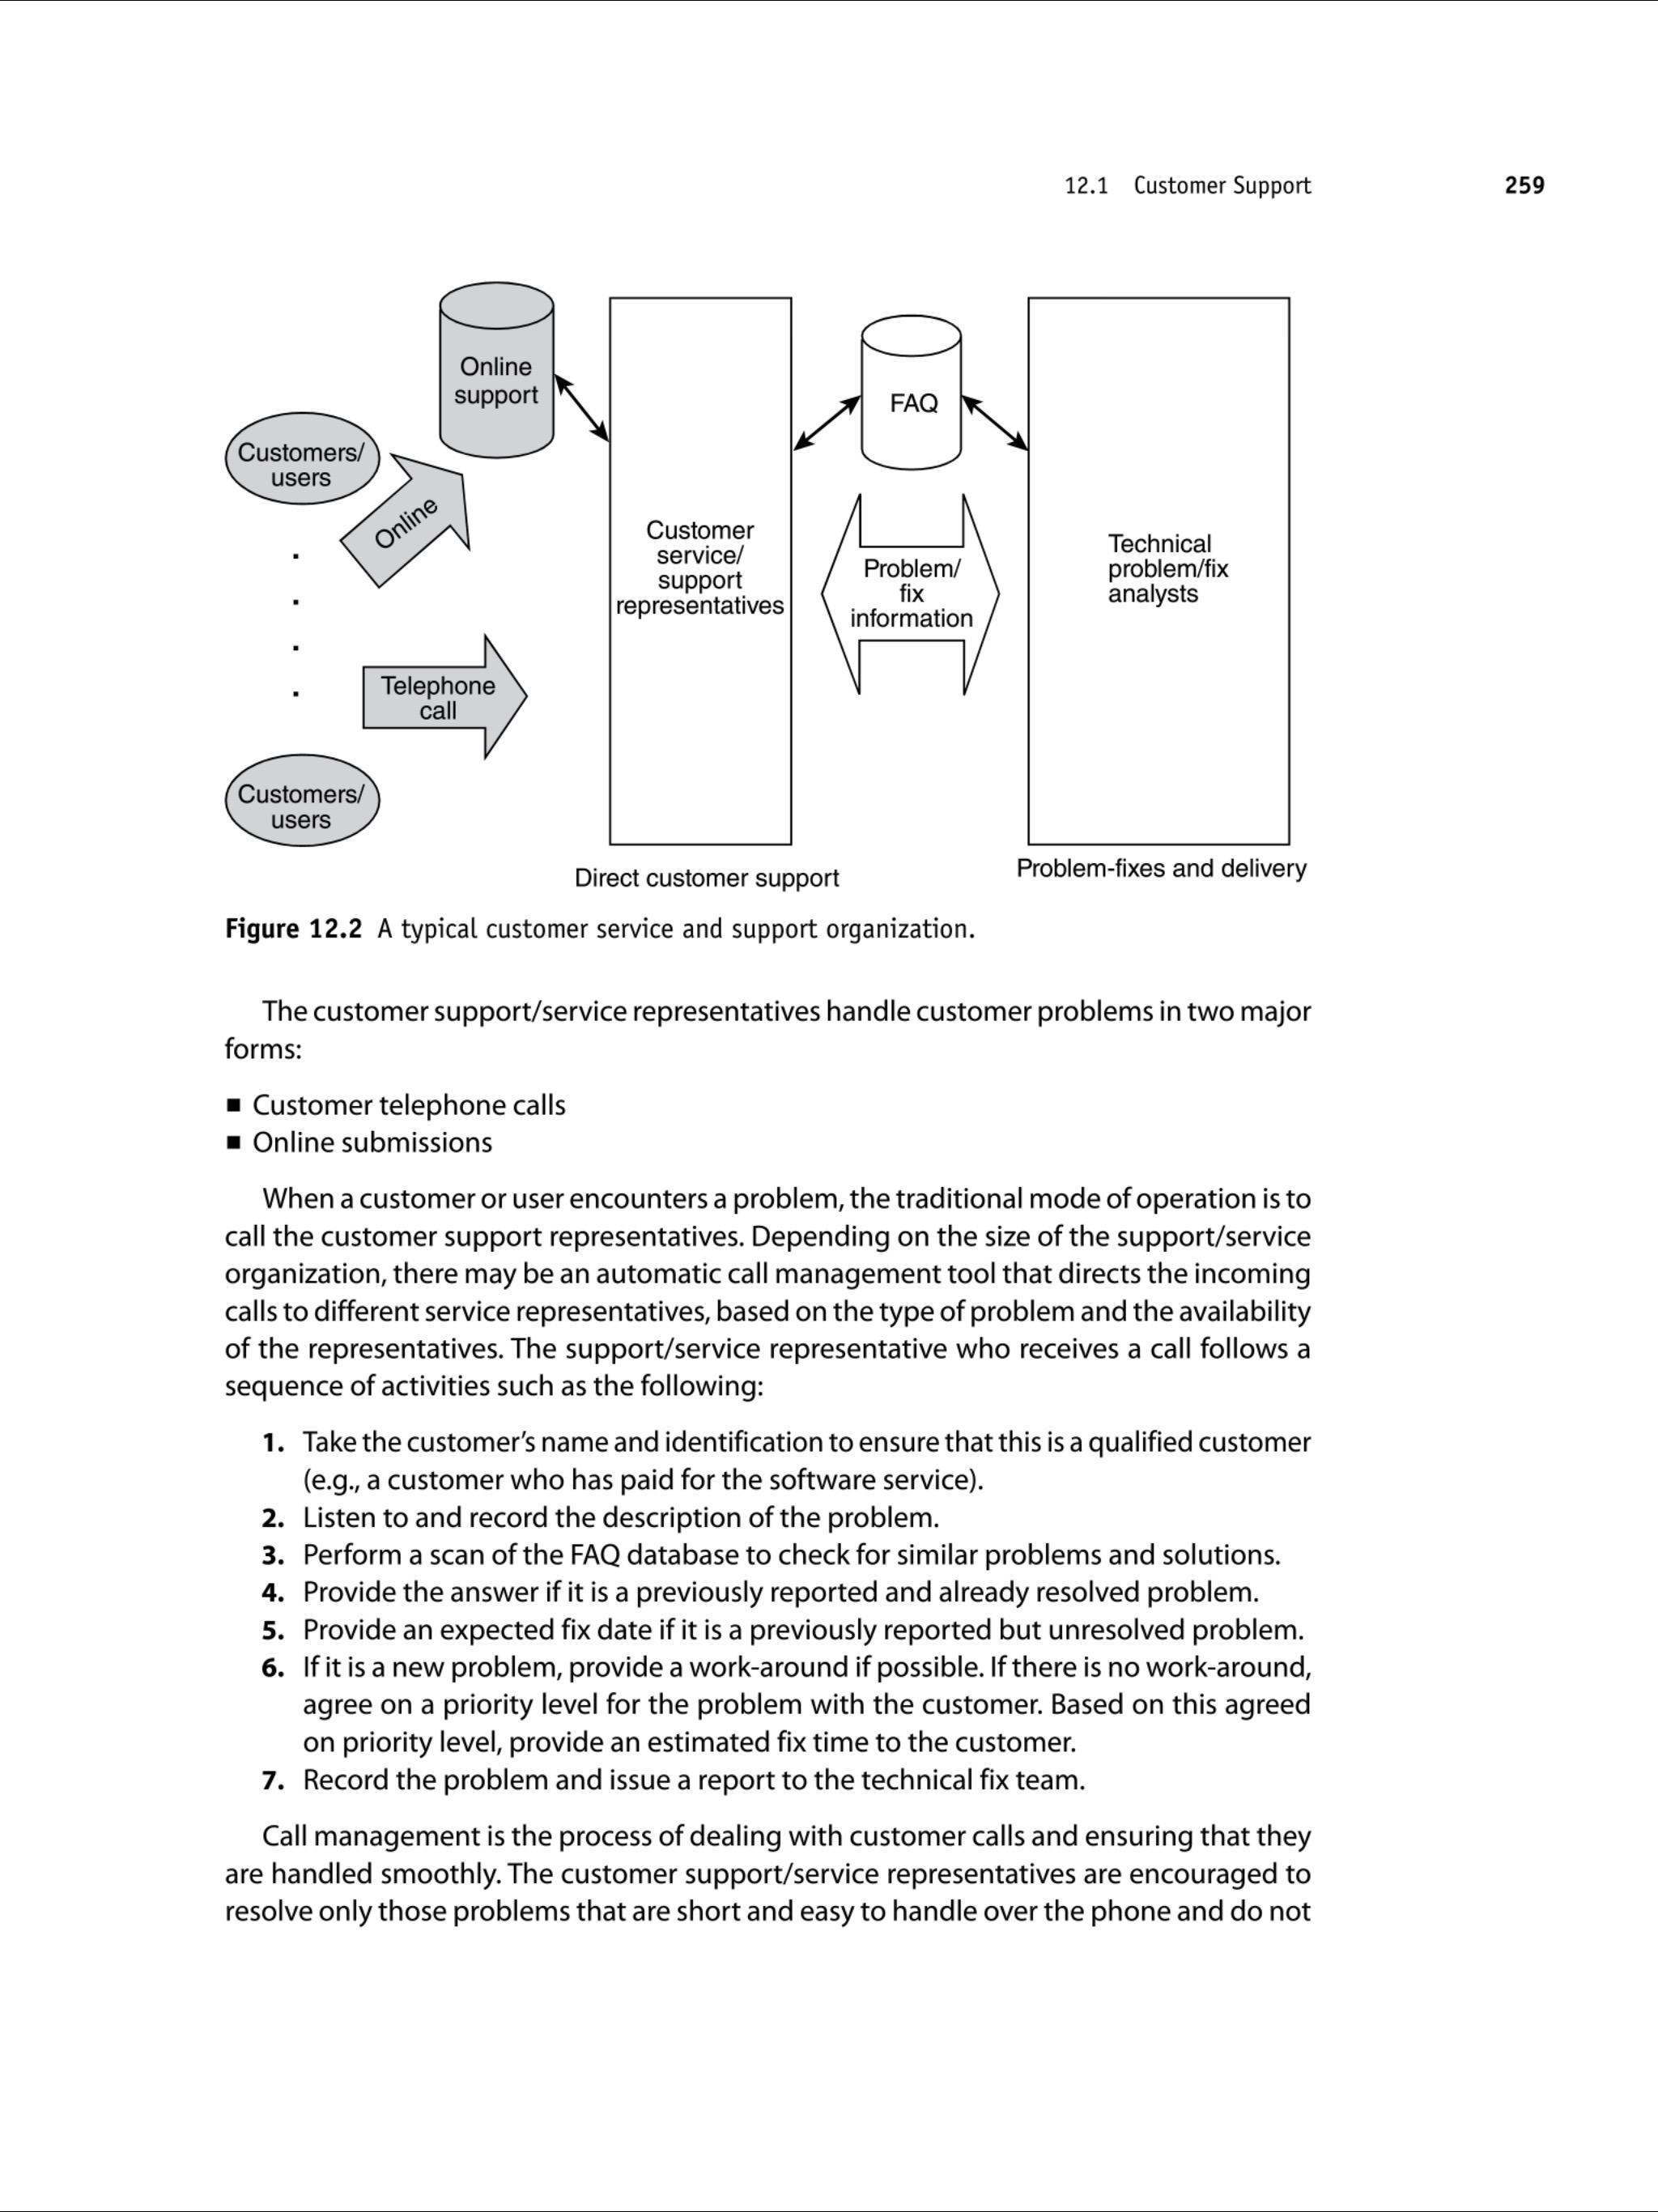 12.1 Customer Support 259
Online
support
Customers/
users
Online
Telephone
call
Customers/
users
Customer
service/
support
representatives
FAQ
Problem/
fix
information
Technical
problem/fix
analysts
Direct customer support
Problem-fixes and delivery
Figure 12.2 A typical customer service and support organization.
The customer support/service representatives handle customer problems in two major
forms:
■ Customer telephone calls
■ Online submissions
When a customer or user encounters a problem, the traditional mode of operation is to
call the customer support representatives. Depending on the size of the support/service
organization, there may be an automatic call management tool that directs the incoming
calls to different service representatives, based on the type of problem and the availability
of the representatives. The support/service representative who receives a call follows a
sequence of activities such as the following:
1. Take the customer’s name and identification to ensure that this is a qualified customer
(e.g., a customer who has paid for the software service).
2. Listen to and record the description of the problem.
3. Perform a scan of the FAQ database to check for similar problems and solutions.
4. Provide the answer if it is a previously reported and already resolved problem.
5. Provide an expected fix date if it is a previously reported but unresolved problem.
6. If it is a new problem, provide a work-around if possible. If there is no work-around,
agree on a priority level for the problem with the customer. Based on this agreed
on priority level, provide an estimated fix time to the customer.
7. Record the problem and issue a report to the technical fix team.
Call management is the process of dealing with customer calls and ensuring that they
are handled smoothly. The customer support/service representatives are encouraged to
resolve only those problems that are short and easy to handle over the phone and do not